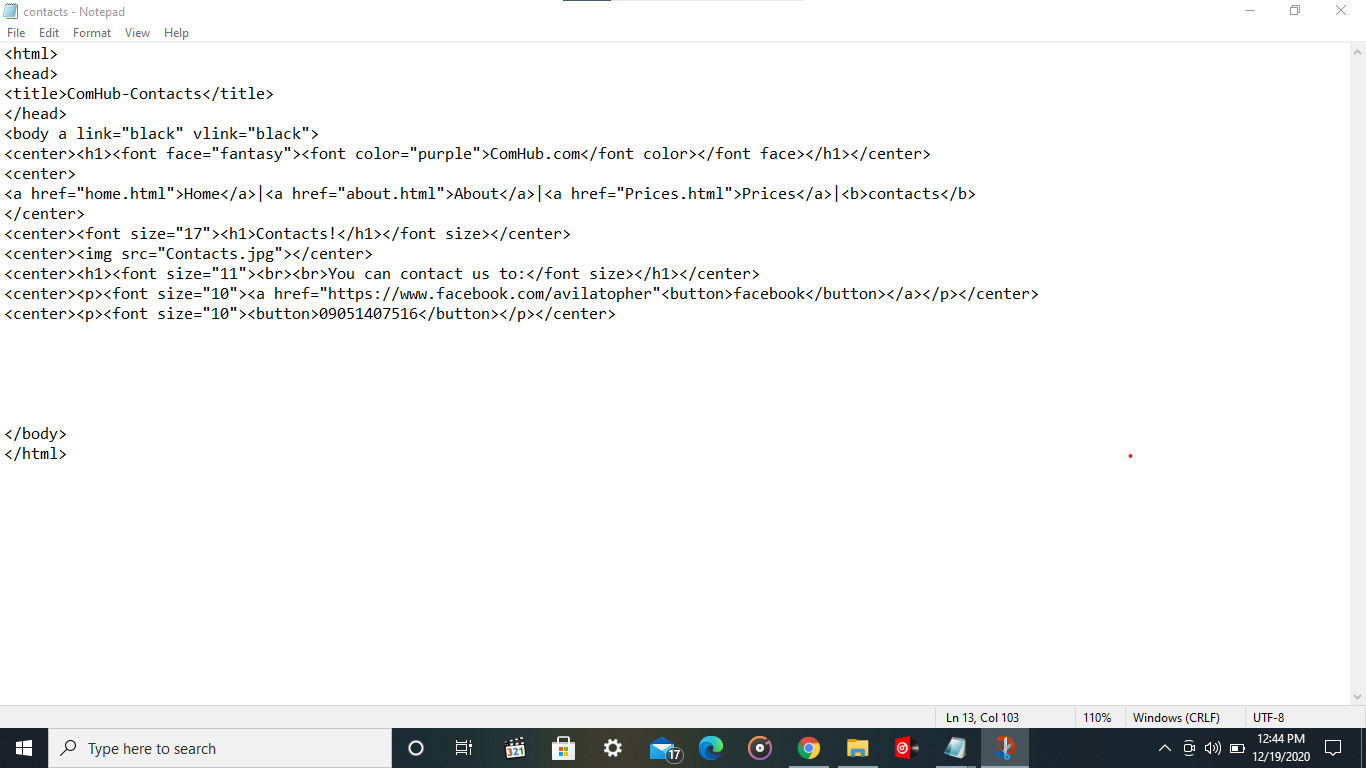 contacts - Notepad
File Edit Format View Help
<html>
<head>
<title>ComHub-Contacts</title>
</head>
<body a link="black" vlink="black">
<center><h1><font face="fantasy"><font color="purple">ComHub.com</font color></font face></h1></center>
<center>
<a href="home.html">Home</a>|<a href="about.html">About</a>|<a href="Prices.html">Prices</a>|<b>contacts</b>
</center>
<center><font size="17"><h1>Contacts!</h1></font size></center>
<center><img src="Contacts.jpg"></center>
<center><h1><font size="11"><br><br>You can contact us to:</font size></h1></center>
<center><p><font size="10"><a href="https://www.facebook.com/avilatopher"<button>facebook</button></a></p></center>
<center><p><font size="10"><button>09051407516</button></p></center>
</body>
</html>
Ln 13, Col 103 110% Windows (CRLF) UTF-8
Type here to search 321 17 12:44 PM
12/19/2020